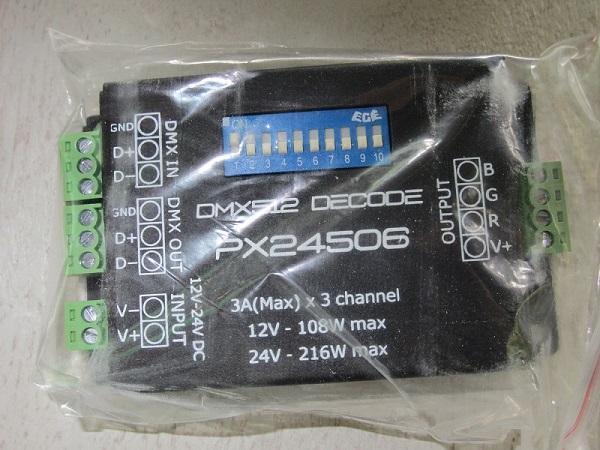 ON
ECE
1 2 3 4 5 6 7 8 9 10
GND
D+
D-
DMX IN
GND
D+
D-
DMX OUT
V-
V+
INPUT
12V-24V DC
DMX512 DECODE
PX24506
3A(Max) x 3 channel
12V - 108W max
24V - 216W max
OUTPUT
B
G
R
V+